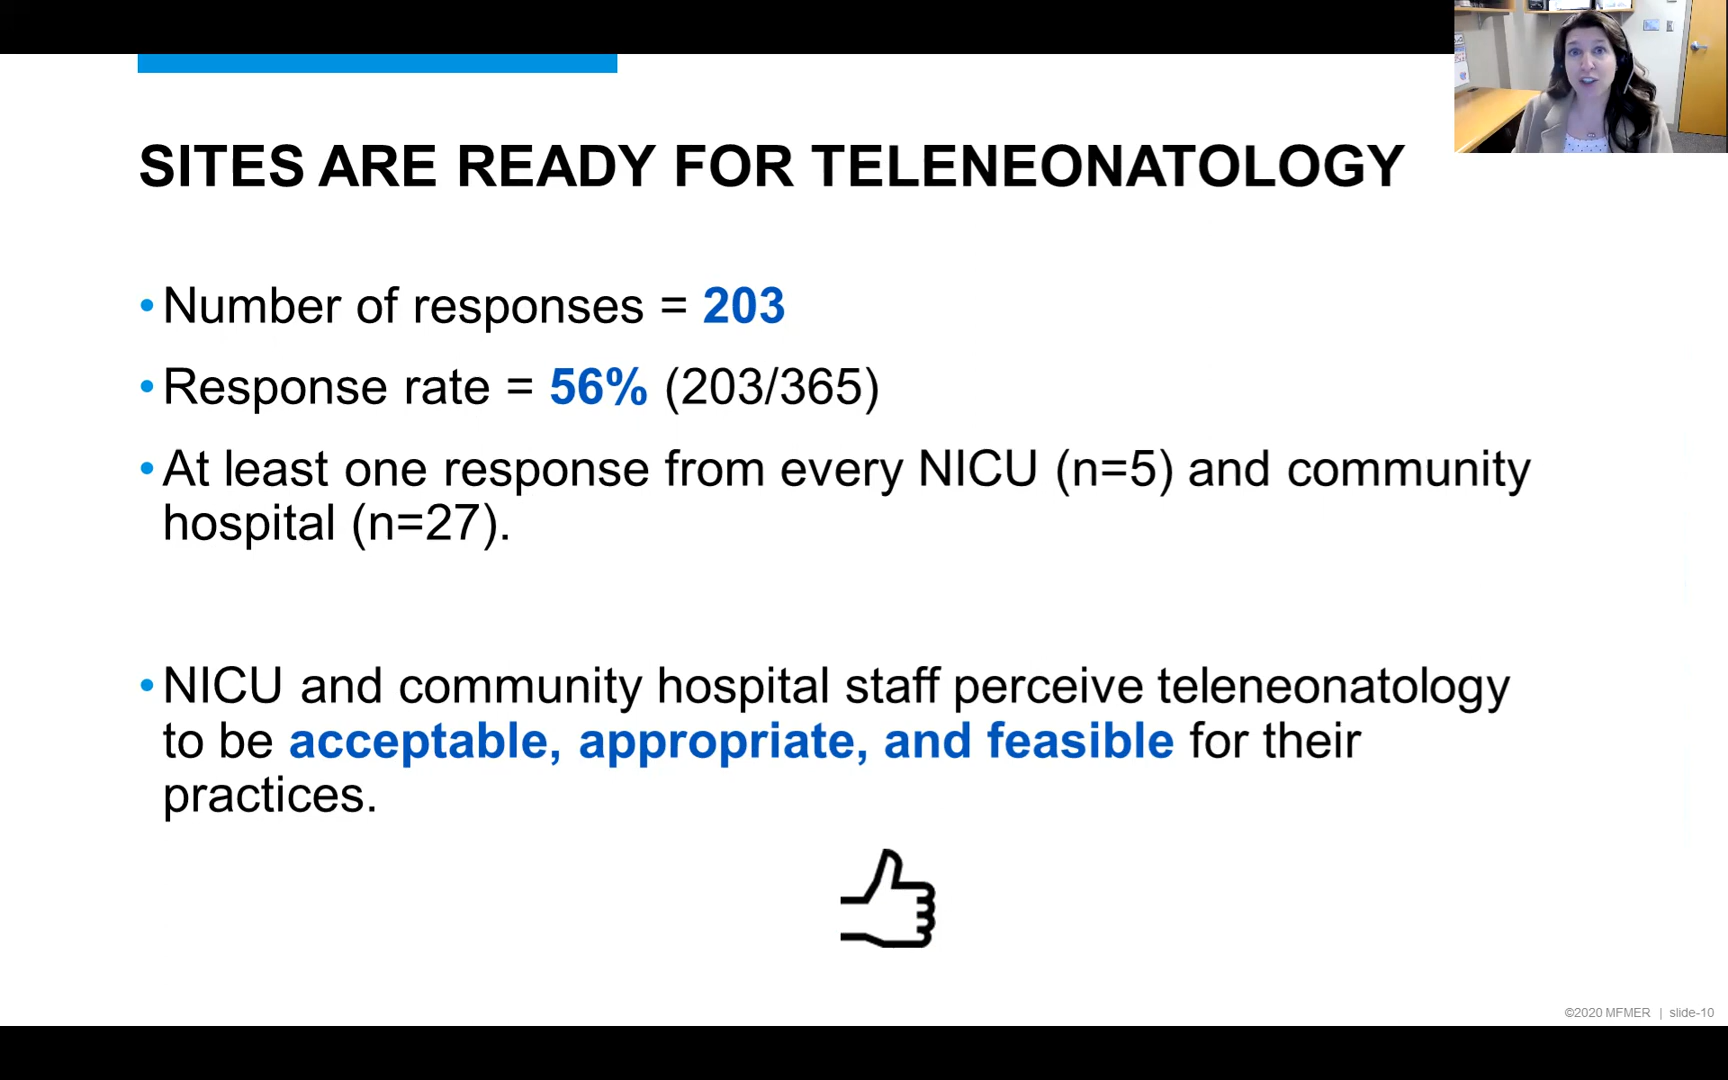 SITES ARE READY FOR TELENEONATOLOGY
•Number of responses = 203
•Response rate = 56% (203/365)
•At least one response from every NICU (n=5) and community
hospital (n=27).
•NICU and community hospital staff perceive teleneonatology
to be acceptable, appropriate, and feasible for their
practices.
©2020 MFMER | slide-10